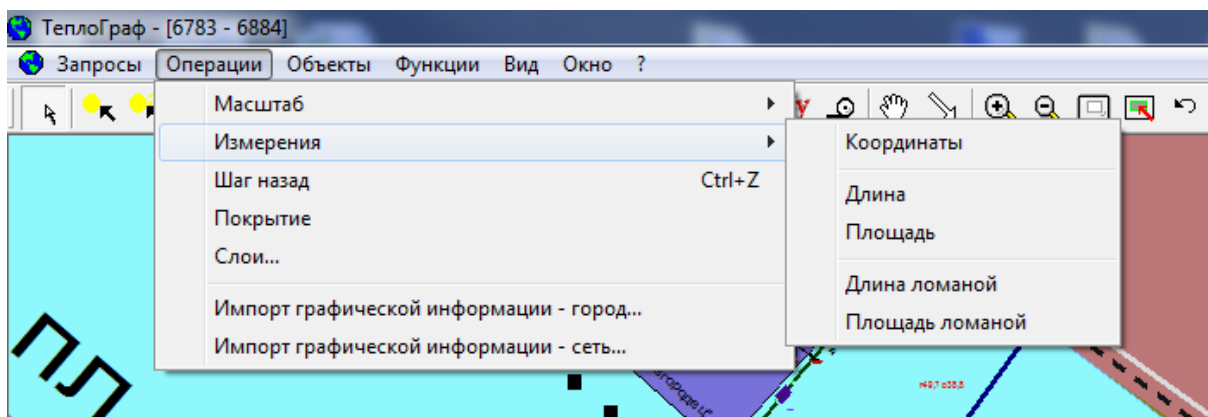 ТеплоГраф - [6783 - 6884]
Запросы Операции Объекты Функции Вид Окно ?
Масштаб
Измерения
Шаг назад Ctrl+Z
Покрытие
Слои...
Импорт графической информации - город...
Импорт графической информации - сеть...
Координаты
Длина
Площадь
Длина ломаной
Площадь ломаной
ПЛ